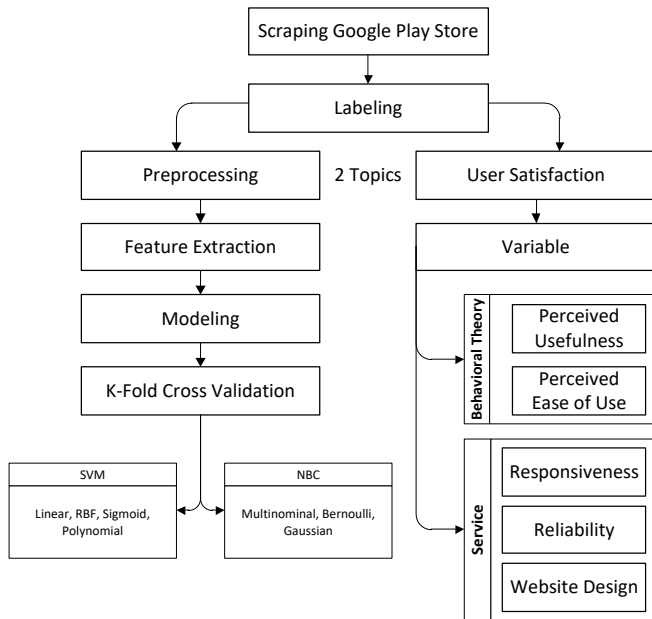 Scraping Google Play Store
Labeling
Preprocessing
2 Topics
User Satisfaction
Feature Extraction
Variable
Modeling
K-Fold Cross Validation
Behavioral Theory
Perceived
Usefulness
Perceived
Ease of Use
SVM
Linear, RBF, Sigmoid,
Polynomial
NBC
Multinominal, Bernoulli,
Gaussian
Service
Responsiveness
Reliability
Website Design